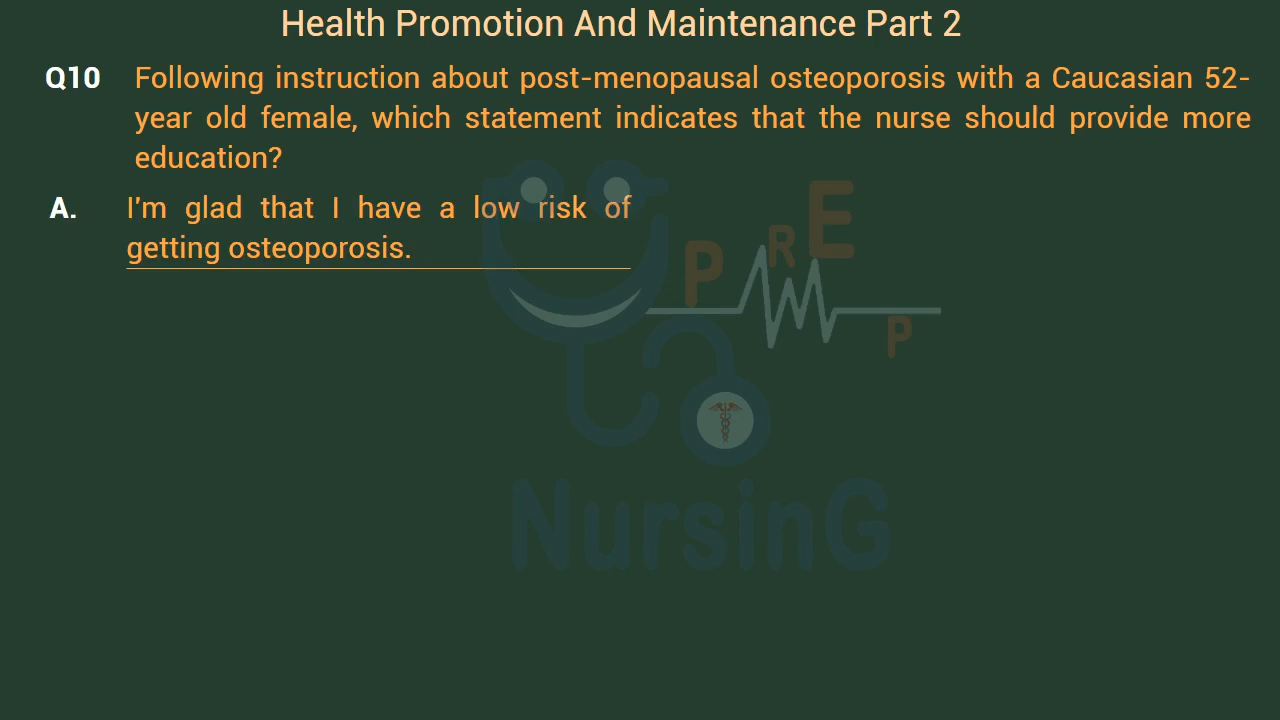 Health Promotion And Maintenance Part 2
Q10 Following instruction about post-menopausal osteoporosis with a Caucasian 52-
year old female, which statement indicates that the nurse should provide more
education?
A. I'm glad that I have a low risk of
getting osteoporosis.
P R E P
NursinG